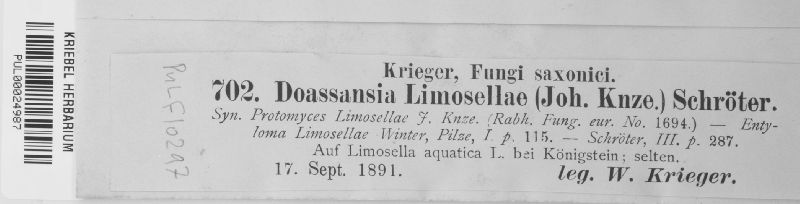 KRIEBEL HERBARIUM
PUL00024987
PULF10297
Krieger, Fungi saxonici.
702. Doassansia Limosellae (Joh. Knze.) Schröter.
Syn. Protomyces Limosellae J. Knze. (Rabh. Fung. eur. No. 1694.) — Enty-
loma Limosellae Winter, Pilze, I. p. 115. — Schröter, III. p. 287.
Auf Limosella aquatica L. bei Königstein; selten.
17. Sept. 1891.
leg. W. Krieger.